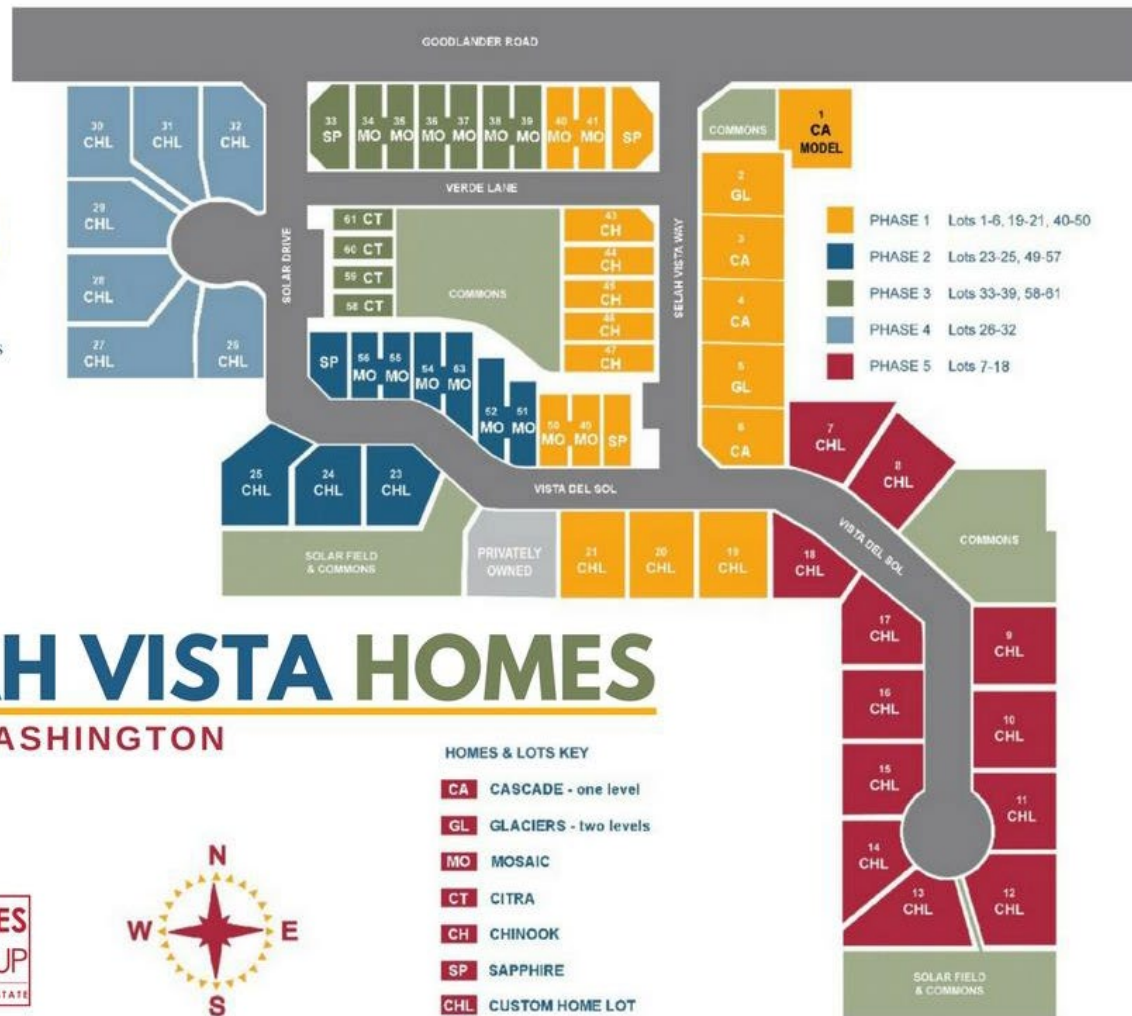 GOODLANDER ROAD
30
CHL
31
CHL
32
CHL
33
SP
34
MO
35
MO
36
MO
37
MO
38
MO
39
MO
40
MO
41
MO
SP
COMMONS
1
CA
MODEL
VERDE LANE
29
CHL
28
CHL
27
CHL
26
CHL
SOLAR DRIVE
61 CT
60 CT
59 CT
58 CT
COMMONS
43
CH
44
CH
45
CH
46
CH
47
CH
SELAH VISTA WAY
2
GL
3
CA
4
CA
5
GL
6
CA
PHASE 1 Lots 1-6, 19-21, 40-50
PHASE 2 Lots 23-25, 49-57
PHASE 3 Lots 33-39, 58-61
PHASE 4 Lots 26-32
PHASE 5 Lots 7-18
s
SP
56
MO
55
MO
54
MO
53
MO
52
MO
51
MO
50
MO
49
MO
SP
7
CHL
8
CHL
25
CHL
24
CHL
23
CHL
VISTA DEL SOL
VISTA DEL SOL
COMMONS
SOLAR FIELD
& COMMONS
PRIVATELY
OWNED
21
CHL
20
CHL
19
CHL
18
CHL
17
CHL
16
CHL
15
CHL
14
CHL
13
CHL
9
CHL
10
CHL
11
CHL
12
CHL
SOLAR FIELD
& COMMONS
AH VISTA HOMES
ASHINGTON
HOMES & LOTS KEY
CA CASCADE - one level
GL GLACIERS - two levels
MO MOSAIC
CT CITRA
CH CHINOOK
SP SAPPHIRE
CHL CUSTOM HOME LOT
N
W E
S
ES
UP
STATE